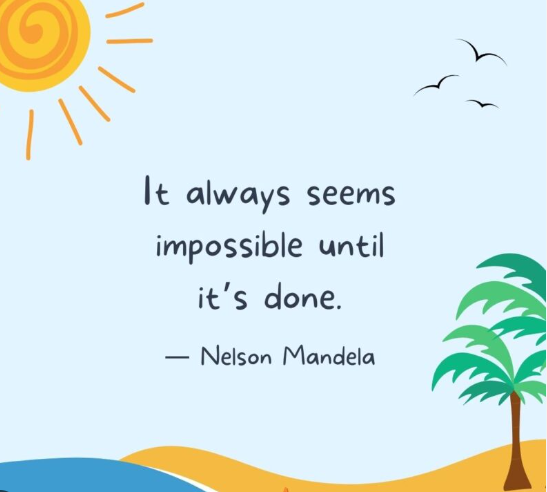 It always seems
impossible until
it's done.
— Nelson Mandela